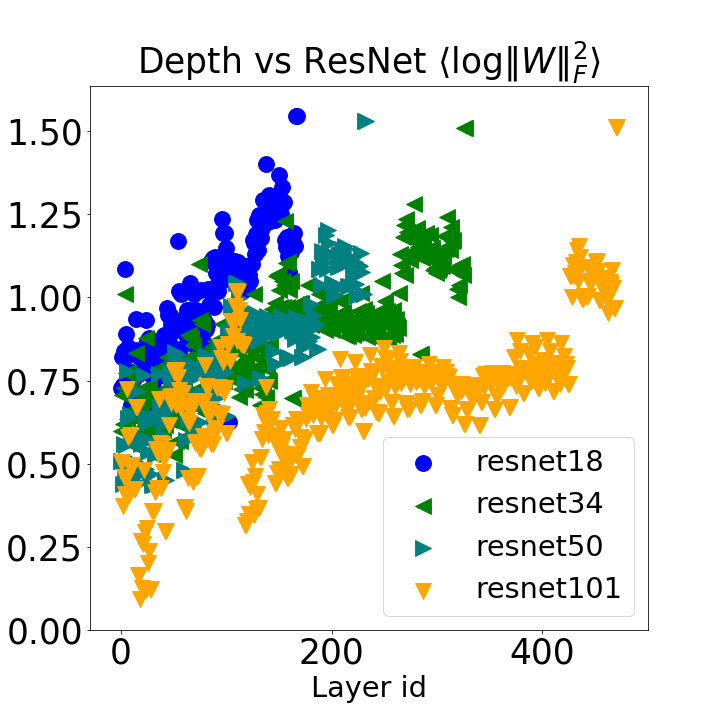 Depth vs ResNet ⟨log‖W‖²_F⟩
1.50
1.25
1.00
0.75
0.50
0.25
0.00
resnet18
resnet34
resnet50
resnet101
0 200 400
Layer id